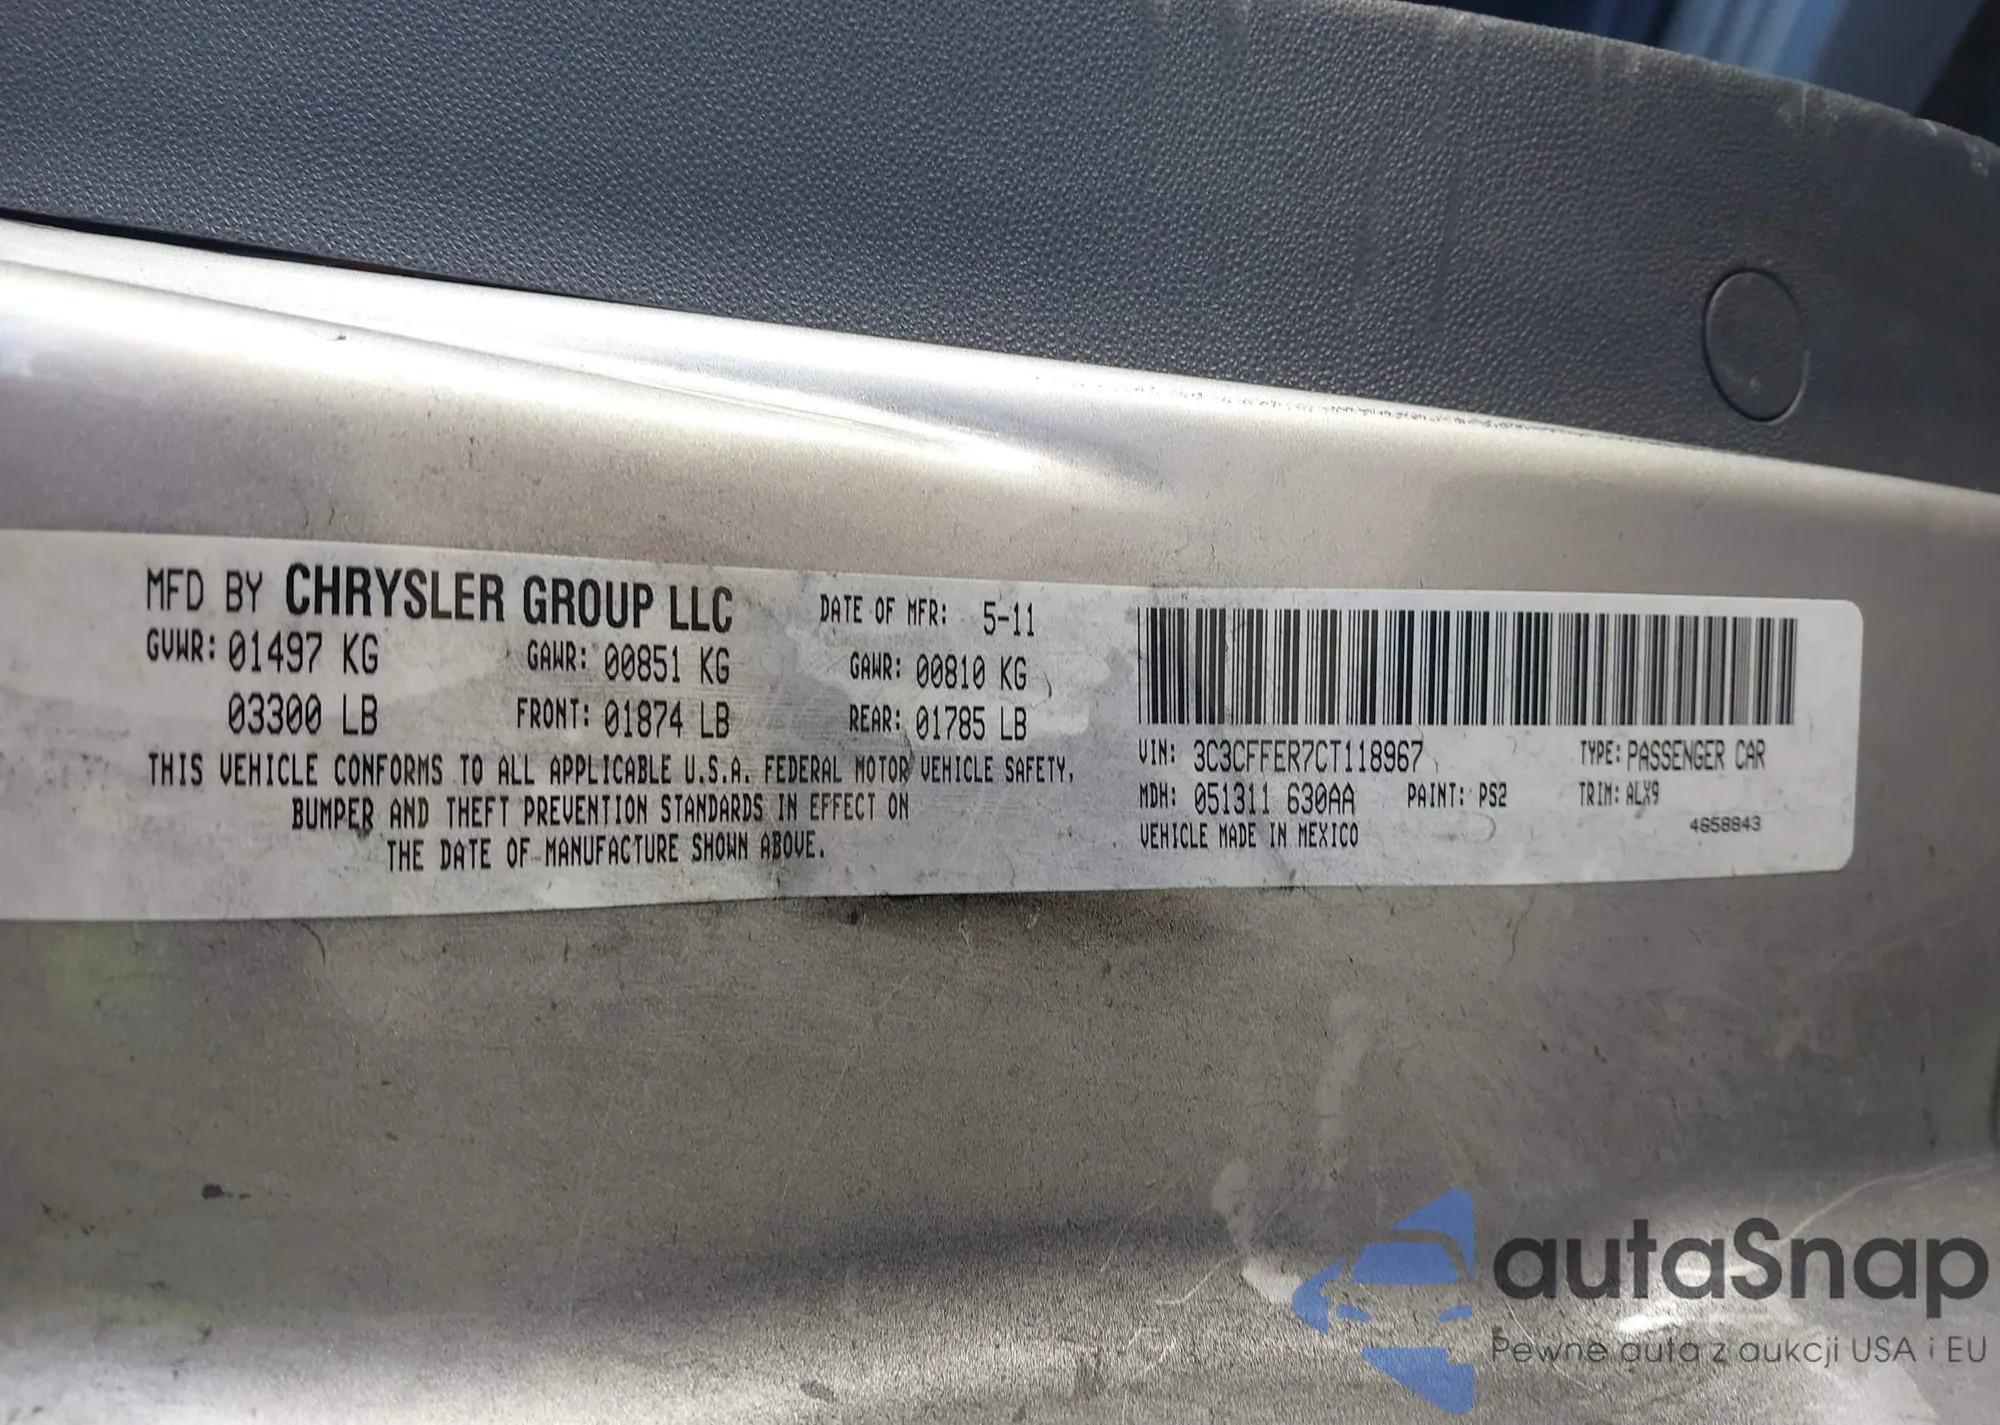 MFD BY CHRYSLER GROUP LLC DATE OF MFR: 5-11
GVWR: 01497 KG GAWR: 00851 KG GAWR: 00810 KG
03300 LB FRONT: 01874 LB REAR: 01785 LB
THIS VEHICLE CONFORMS TO ALL APPLICABLE U.S.A. FEDERAL MOTOR VEHICLE SAFETY,
BUMPER AND THEFT PREVENTION STANDARDS IN EFFECT ON
THE DATE OF MANUFACTURE SHOWN ABOVE.
VIN: 3C3CFFER7CT118967 TYPE: PASSENGER CAR
MDH: 051311 630AA PAINT: PS2 TRIM: ALX9
4658843
VEHICLE MADE IN MEXICO
autaSnap
Pewne auta z aukcji USA i EU